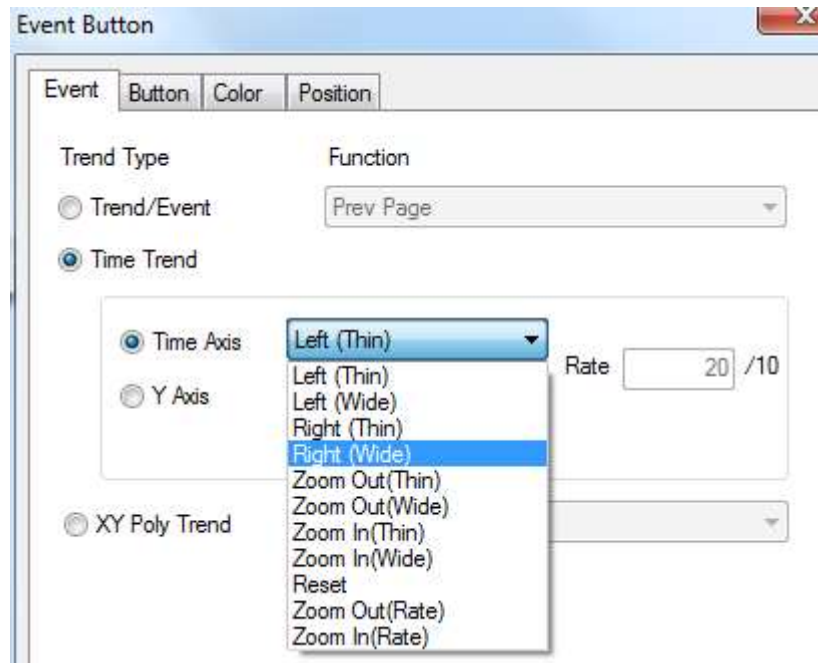 Event Button
X
Event Button Color Position
Trend Type Function
Trend/Event Prev Page
Time Trend
Time Axis Left (Thin)
Rate 20 /10
Left (Thin)
Y Axis Left (Wide)
Right (Thin)
Right (Wide)
Zoom Out(Thin)
Zoom Out(Wide)
XY Poly Trend Zoom In(Thin)
Zoom In(Wide)
Reset
Zoom Out(Rate)
Zoom In(Rate)